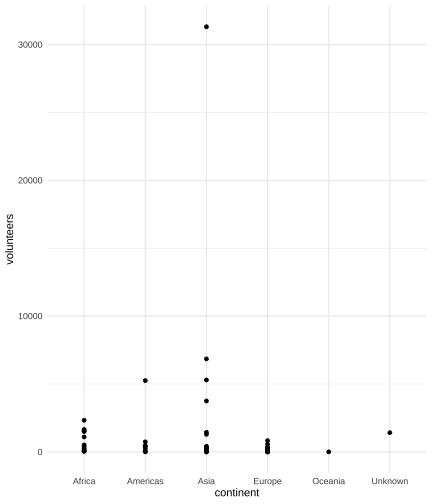 30000
20000
10000
0
volunteers
Africa Americas Asia Europe Oceania Unknown
continent